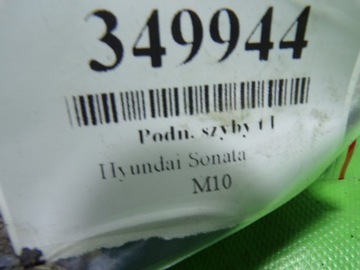 349944
Podn. szyby
Hyundai Sonata
M10